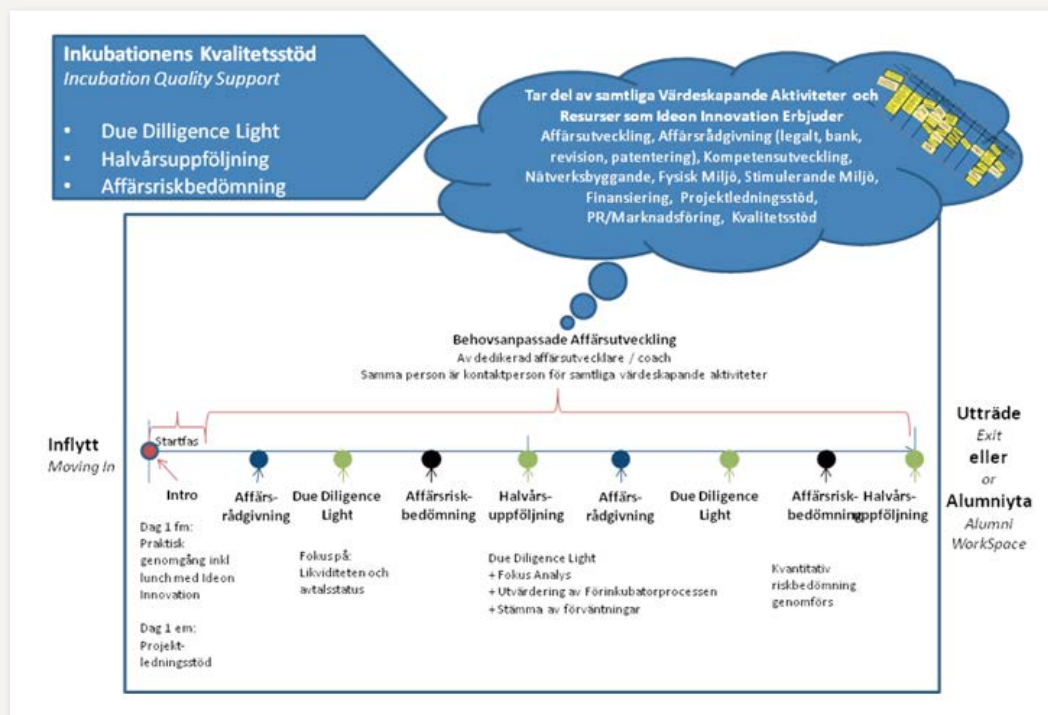 Inkubationens Kvalitetsstöd
Incubation Quality Support
• Due Dilligence Light
• Halvårsuppföljning
• Affärsriskbedömning
Tar del av samtliga Värdeskapande Aktiviteter och
Resurser som Ideon Innovation Erbjuder
Affärsutveckling, Affärsrådgivning (legalt, bank,
revision, patentering), Kompetensutveckling,
Nätverksbyggande, Fysisk Miljö, Stimulerande Miljö,
Finansiering, Projektledningsstöd,
PR/Marknadsföring, Kvalitetsstöd
Behovsanpassade Affärsutveckling
Av dedikerad affärsutvecklare / coach
Samma person är kontaktperson för samtliga värdeskapande aktiviteter
Inflytt
Moving In
Startfas
Intro
Dag 1 fm:
Praktisk
genomgång inkl
lunch med Ideon
Innovation
Dag 1 em:
Projekt-
ledningsstöd
Affärs-
rådgivning
Due Diligence
Light
Fokus på:
Likviditeten och
avtalsstatus
Affärsrisk-
bedömning
Halvårs-
uppföljning
Due Diligence Light
+ Fokus Analys
+ Utvärdering av Förinkubatorprocessen
+ Stämma av förväntningar
Affärs-
rådgivning
Due Diligence
Light
Affärsrisk-
bedömning
Kvantitativ
riskbedömning
genomförs
Halvårs-
uppföljning
Utträde
Exit
eller
or
Alumniyta
Alumni
WorkSpace